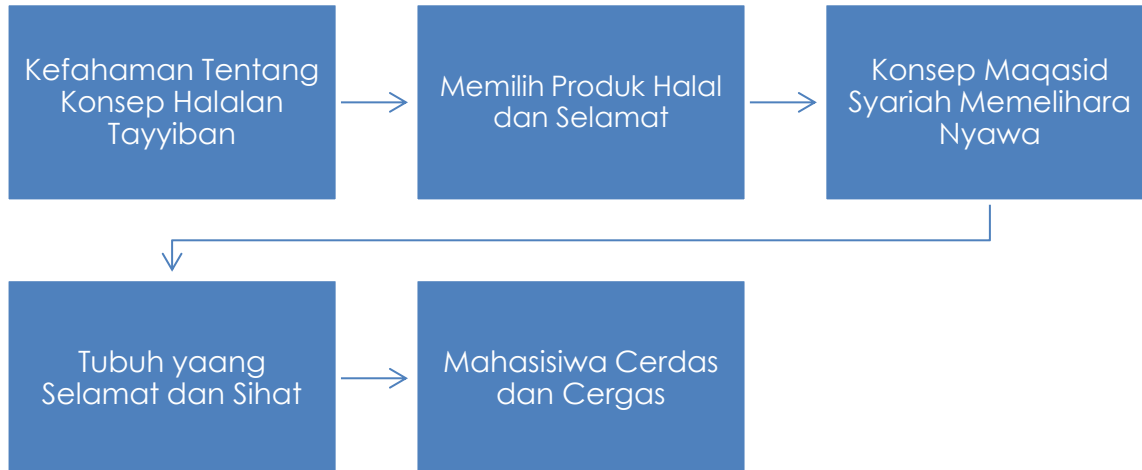 Kefahaman Tentang
Konsep Halalan
Tayyiban
Memilih Produk Halal
dan Selamat
Konsep Maqasid
Syariah Memelihara
Nyawa
Tubuh yaang
Selamat dan Sihat
Mahasisiwa Cerdas
dan Cergas